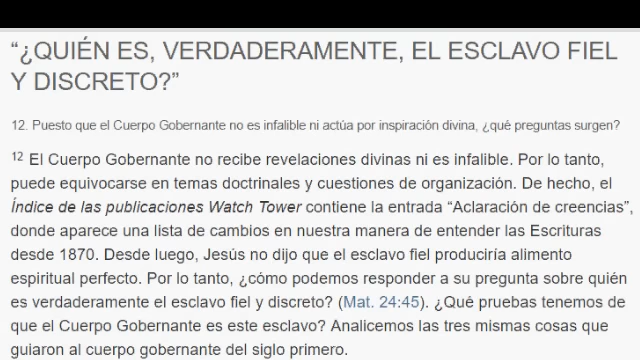 “¿QUIÉN ES, VERDADERAMENTE, EL ESCLAVO FIEL
Y DISCRETO?”
12. Puesto que el Cuerpo Gobernante no es infalible ni actúa por inspiración divina, ¿qué preguntas surgen?
12 El Cuerpo Gobernante no recibe revelaciones divinas ni es infalible. Por lo tanto,
puede equivocarse en temas doctrinales y cuestiones de organización. De hecho, el
Índice de las publicaciones Watch Tower contiene la entrada “Aclaración de creencias”,
donde aparece una lista de cambios en nuestra manera de entender las Escrituras
desde 1870. Desde luego, Jesús no dijo que el esclavo fiel produciría alimento
espiritual perfecto. Por lo tanto, ¿cómo podemos responder a su pregunta sobre quién
es verdaderamente el esclavo fiel y discreto? (Mat. 24:45). ¿Qué pruebas tenemos de
que el Cuerpo Gobernante es este esclavo? Analicemos las tres mismas cosas que
guiaron al cuerpo gobernante del siglo primero.